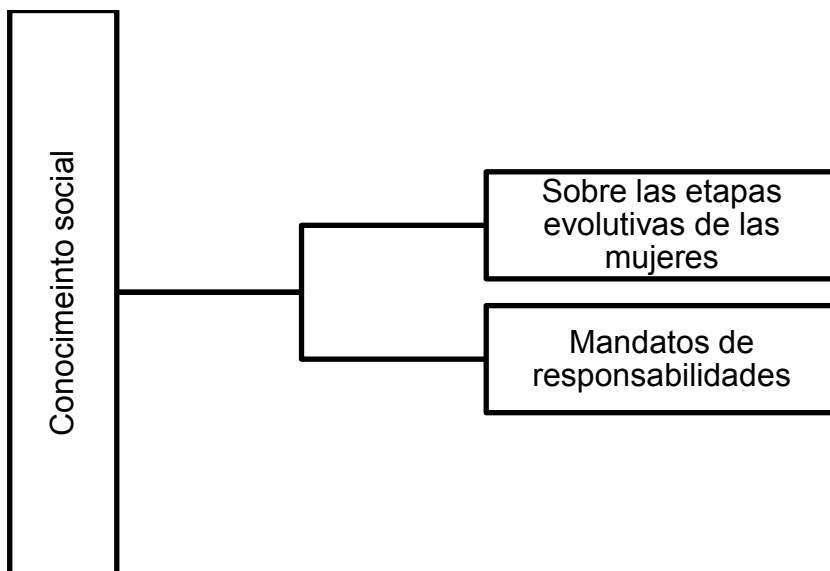 Conocimeinto social
Sobre las etapas
evolutivas de las
mujeres
Mandatos de
responsabilidades